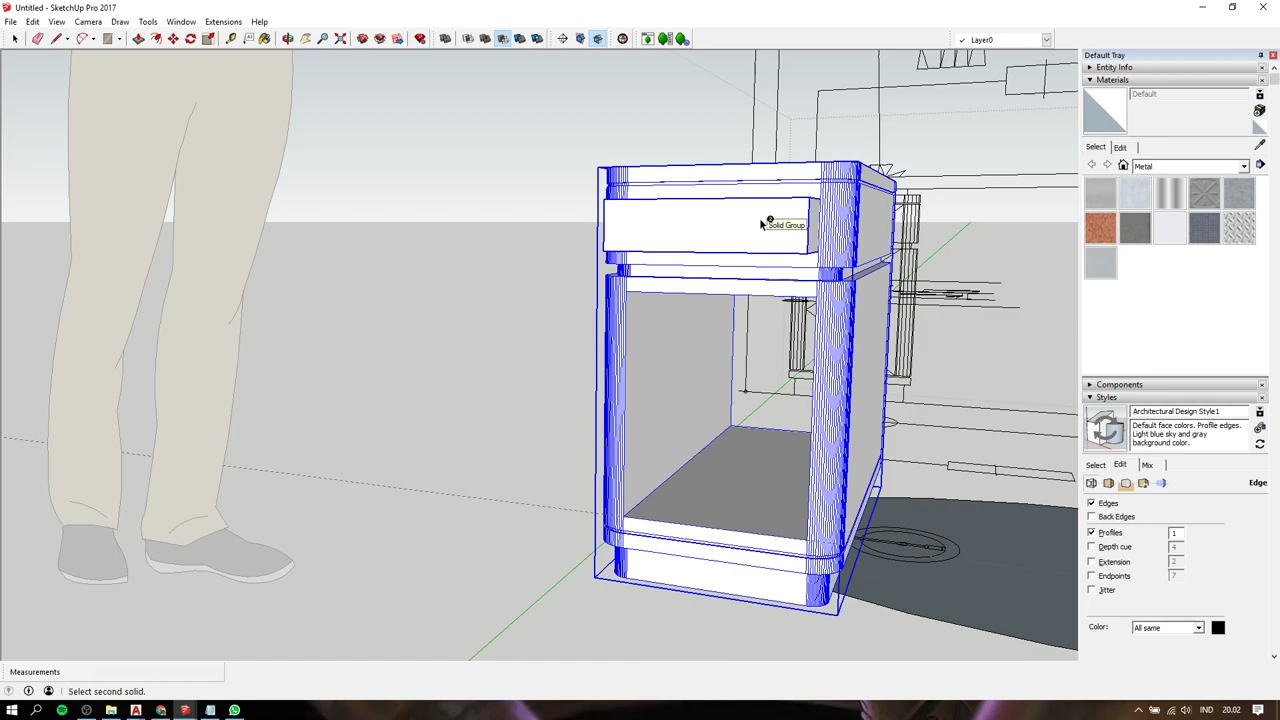 Untitled - SketchUp Pro 2017
File Edit View Camera Draw Tools Window Extensions Help
Layer0
Default Tray
Entity Info
Materials
Default
Select Edit
Metal
Solid Group
Components
Styles
Architectural Design Style1
Default face colors. Profile edges. Light blue sky and gray background color.
Select Edit Mix
Edge
Edges
Back Edges
Profiles 1
Depth cue 4
Extension 2
Endpoints 7
Jitter
Color: All same
Measurements
Select second solid.
IND 20.02